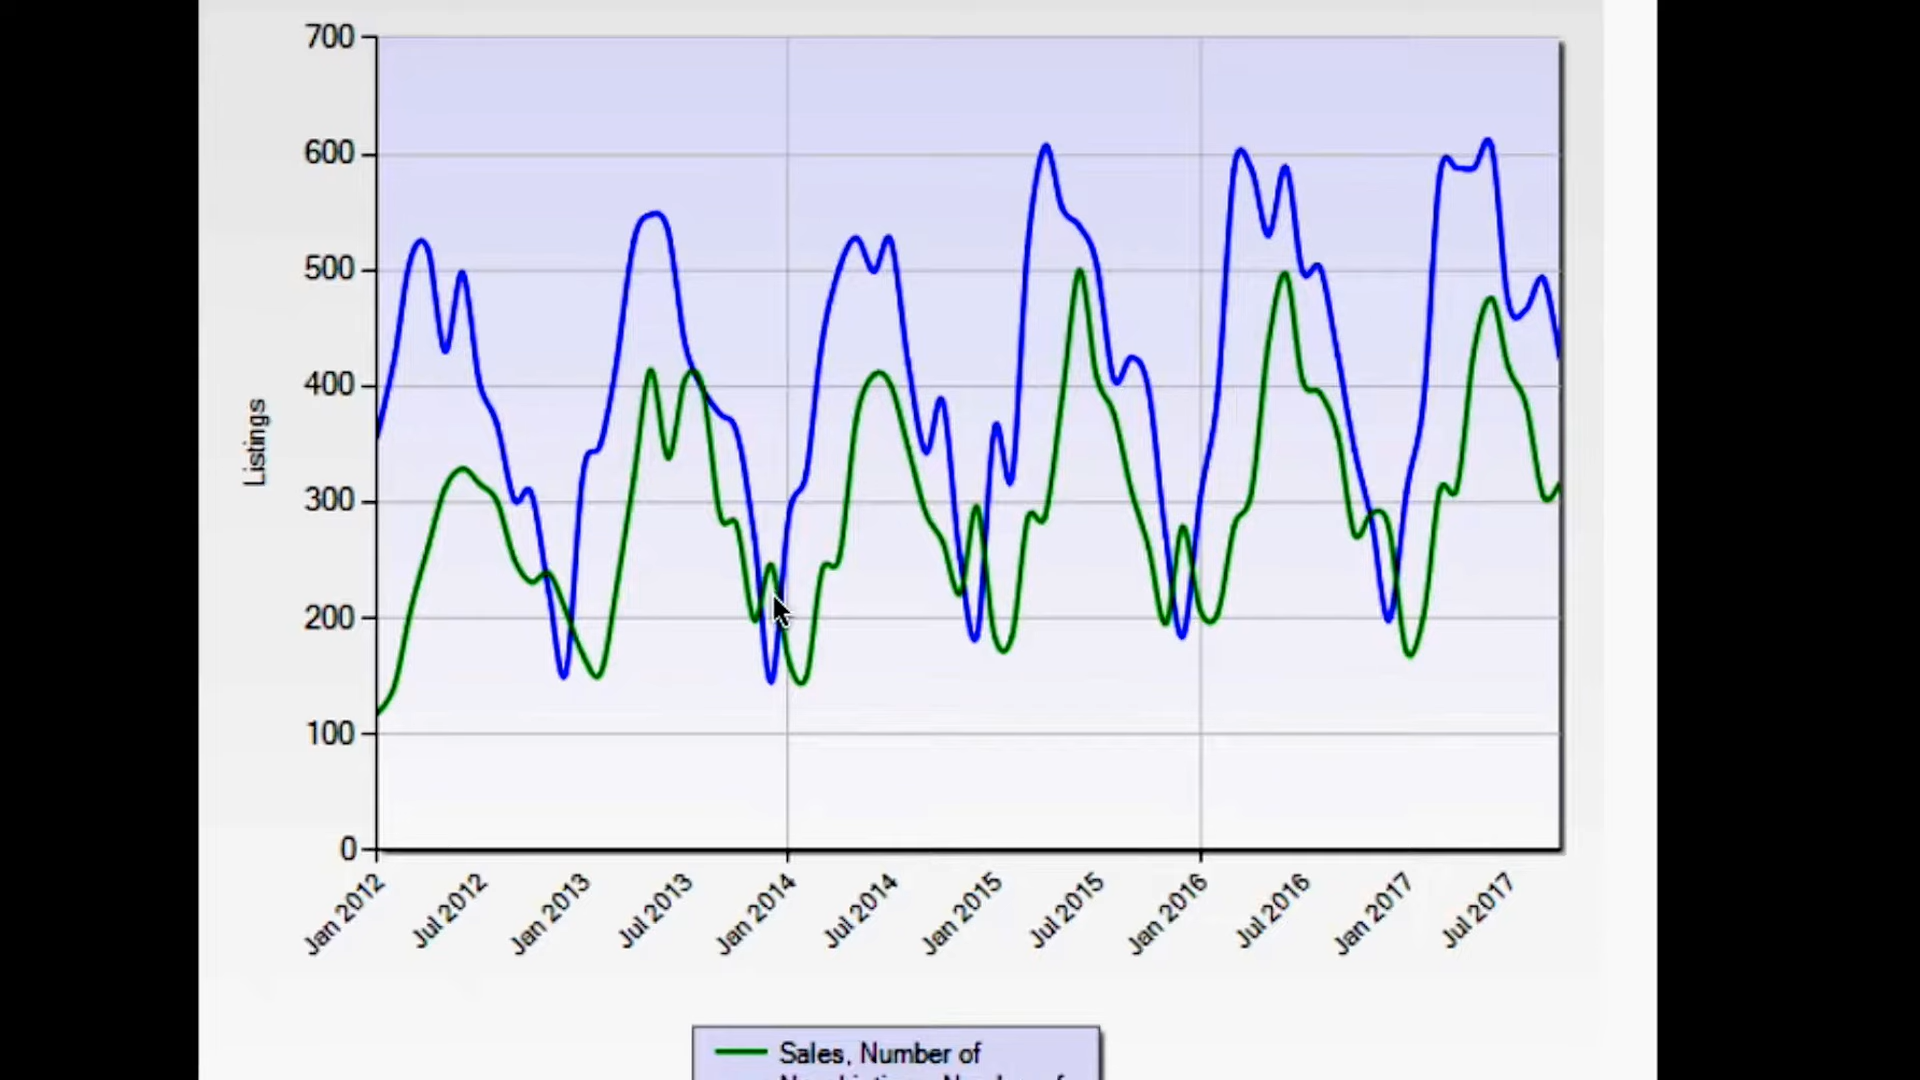 700
600
500
400
300
200
100
0
Listings
Jan 2012
Jul 2012
Jan 2013
Jul 2013
Jan 2014
Jul 2014
Jan 2015
Jul 2015
Jan 2016
Jul 2016
Jan 2017
Jul 2017
Sales, Number of